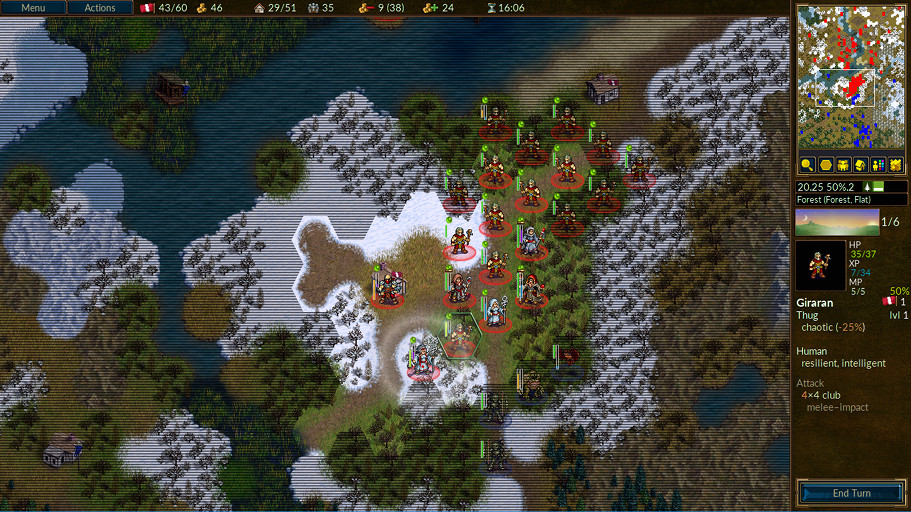 Menu
Actions
43/60
46
29/51
35
9 (38)
24
16:06
20.25 50%.2
Forest (Forest, Flat)
1/6
HP
35/37
XP
7/34
MP
5/5
50%
Giraran
1
Thug
lvl 1
chaotic (-25%)
Human
resilient, intelligent
Attack
4×4 club
melee–impact
End Turn